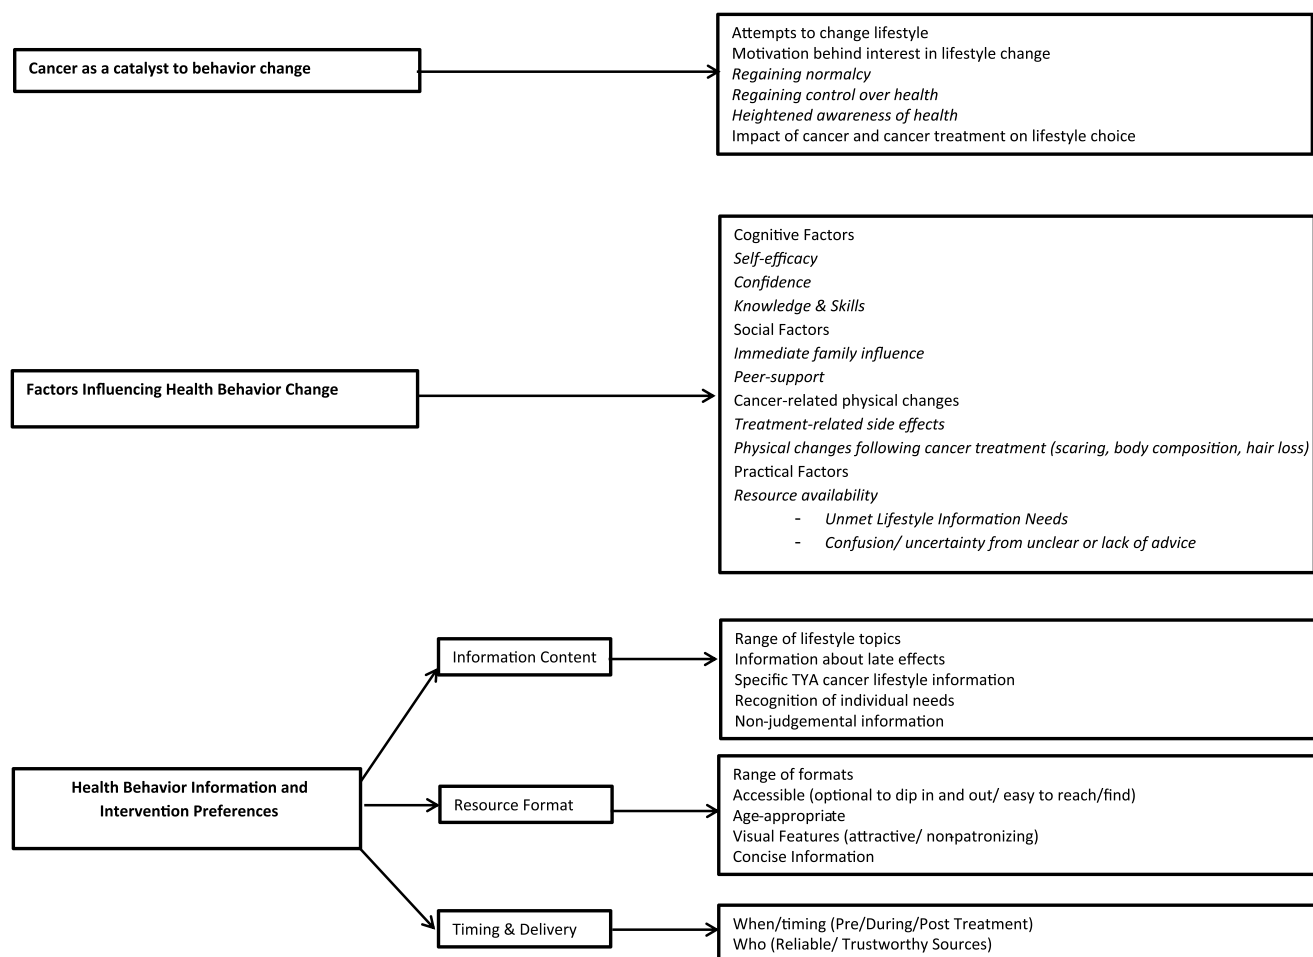 Cancer as a catalyst to behavior change
Attempts to change lifestyle
Motivation behind interest in lifestyle change
Regaining normalcy
Regaining control over health
Heightened awareness of health
Impact of cancer and cancer treatment on lifestyle choice
Factors Influencing Health Behavior Change
Cognitive Factors
Self-efficacy
Confidence
Knowledge & Skills
Social Factors
Immediate family influence
Peer-support
Cancer-related physical changes
Treatment-related side effects
Physical changes following cancer treatment (scaring, body composition, hair loss)
Practical Factors
Resource availability
- Unmet Lifestyle Information Needs
- Confusion/ uncertainty from unclear or lack of advice
Health Behavior Information and
Intervention Preferences
Information Content
Range of lifestyle topics
Information about late effects
Specific TYA cancer lifestyle information
Recognition of individual needs
Non-judgemental information
Resource Format
Range of formats
Accessible (optional to dip in and out/ easy to reach/find)
Age-appropriate
Visual Features (attractive/ non-patronizing)
Concise Information
Timing & Delivery
When/timing (Pre/During/Post Treatment)
Who (Reliable/ Trustworthy Sources)